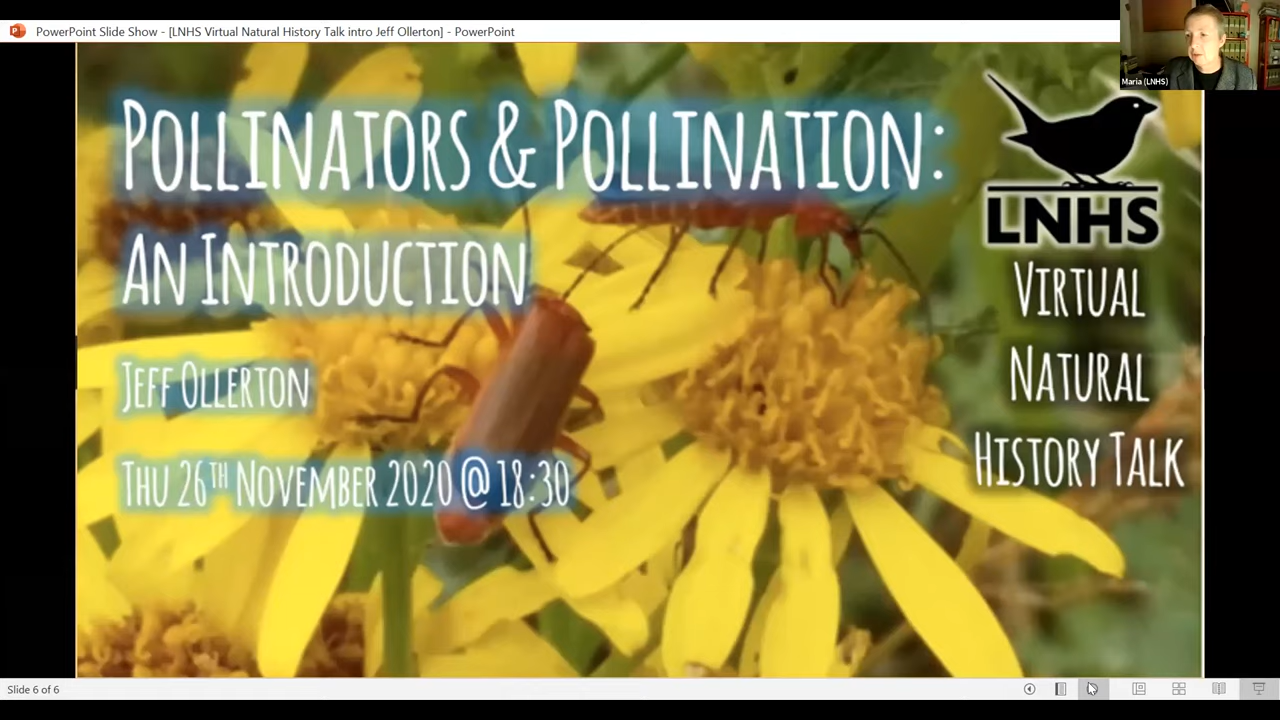 PowerPoint Slide Show - [LNHS Virtual Natural History Talk intro Jeff Ollerton] - PowerPoint
Maria (LNHS)
POLLINATORS & POLLINATION:
AN INTRODUCTION
JEFF OLLERTON
THU 26TH NOVEMBER 2020 @ 18:30
LNHS
VIRTUAL
NATURAL
HISTORY TALK
Slide 6 of 6